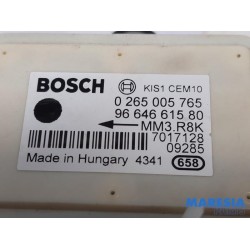 BOSCH KIS1 CEM10
0 265 005 765
96 646 615 80
MM3.R8K
7017128
09285
Made in Hungary 4341 658
MARESIA